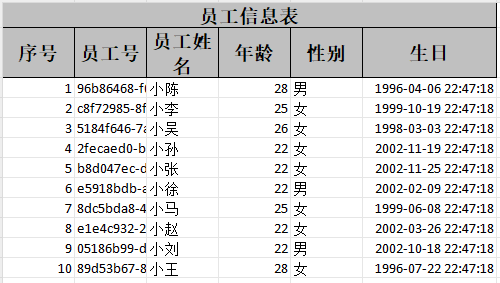 员工信息表
序号 员工号 员工姓名 年龄 性别 生日
1 96b86468-f 小陈 28 男 1996-04-06 22:47:18
2 c8f72985-8f 小李 25 女 1999-10-19 22:47:18
3 5184f646-7a 小吴 26 女 1998-03-03 22:47:18
4 2fecaed0-b 小孙 22 女 2002-11-19 22:47:18
5 b8d047ec-d 小张 22 女 2002-11-25 22:47:18
6 e5918bdb-a 小徐 22 男 2002-02-09 22:47:18
7 8dc5bda8-4 小马 25 女 1999-06-08 22:47:18
8 e1e4c932-2 小赵 22 女 2002-03-26 22:47:18
9 05186b99-d 小刘 22 男 2002-10-18 22:47:18
10 89d53b67-8 小王 28 女 1996-07-22 22:47:18